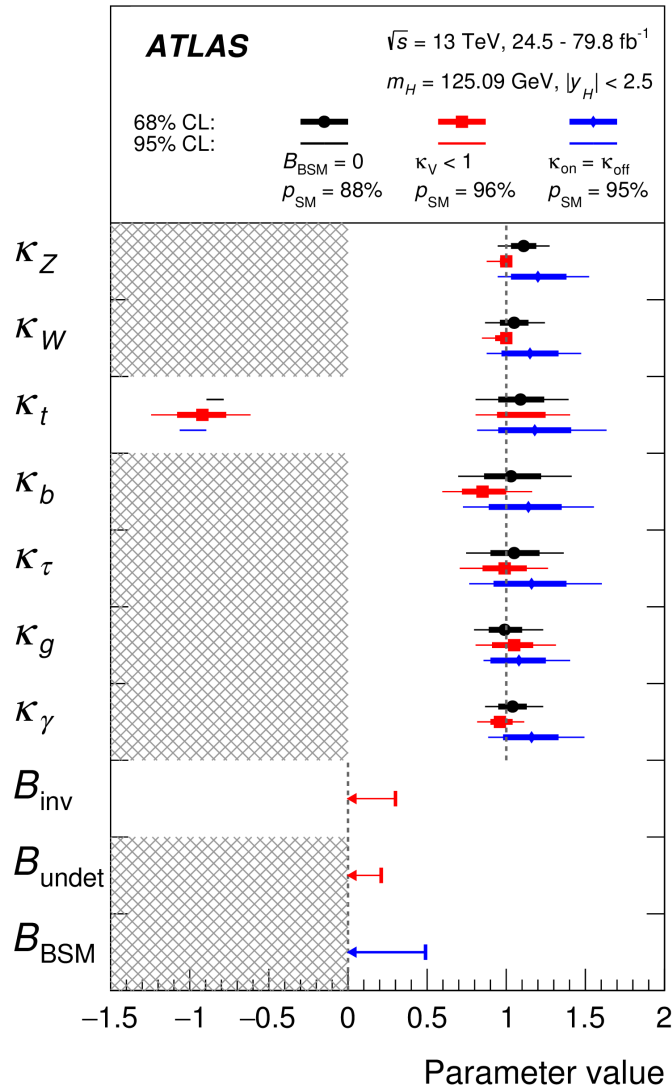 ATLAS
√s = 13 TeV, 24.5 - 79.8 fb⁻¹
m_H = 125.09 GeV, |y_H| < 2.5
68% CL:
95% CL:
B_BSM = 0 κ_V < 1 κ_on = κ_off
p_SM = 88% p_SM = 96% p_SM = 95%
κ_Z
κ_W
κ_t
κ_b
κ_τ
κ_g
κ_γ
B_inv
B_undet
B_BSM
−1.5 −1 −0.5 0 0.5 1 1.5 2
Parameter value